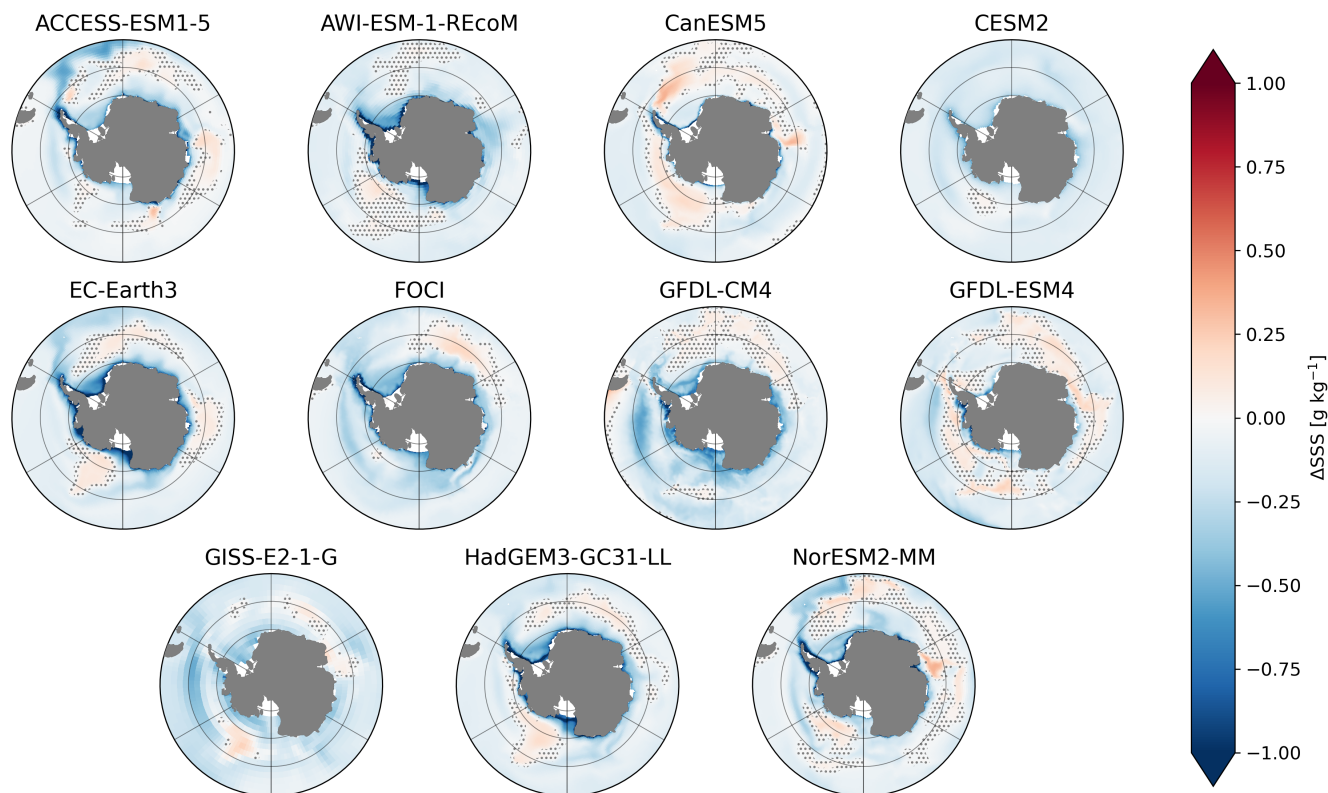 ACCESS-ESM1-5
AWI-ESM-1-REcoM
CanESM5
CESM2
EC-Earth3
FOCI
GFDL-CM4
GFDL-ESM4
GISS-E2-1-G
HadGEM3-GC31-LL
NorESM2-MM
1.00
0.75
0.50
0.25
0.00
−0.25
−0.50
−0.75
−1.00
ΔSSS [g kg⁻¹]